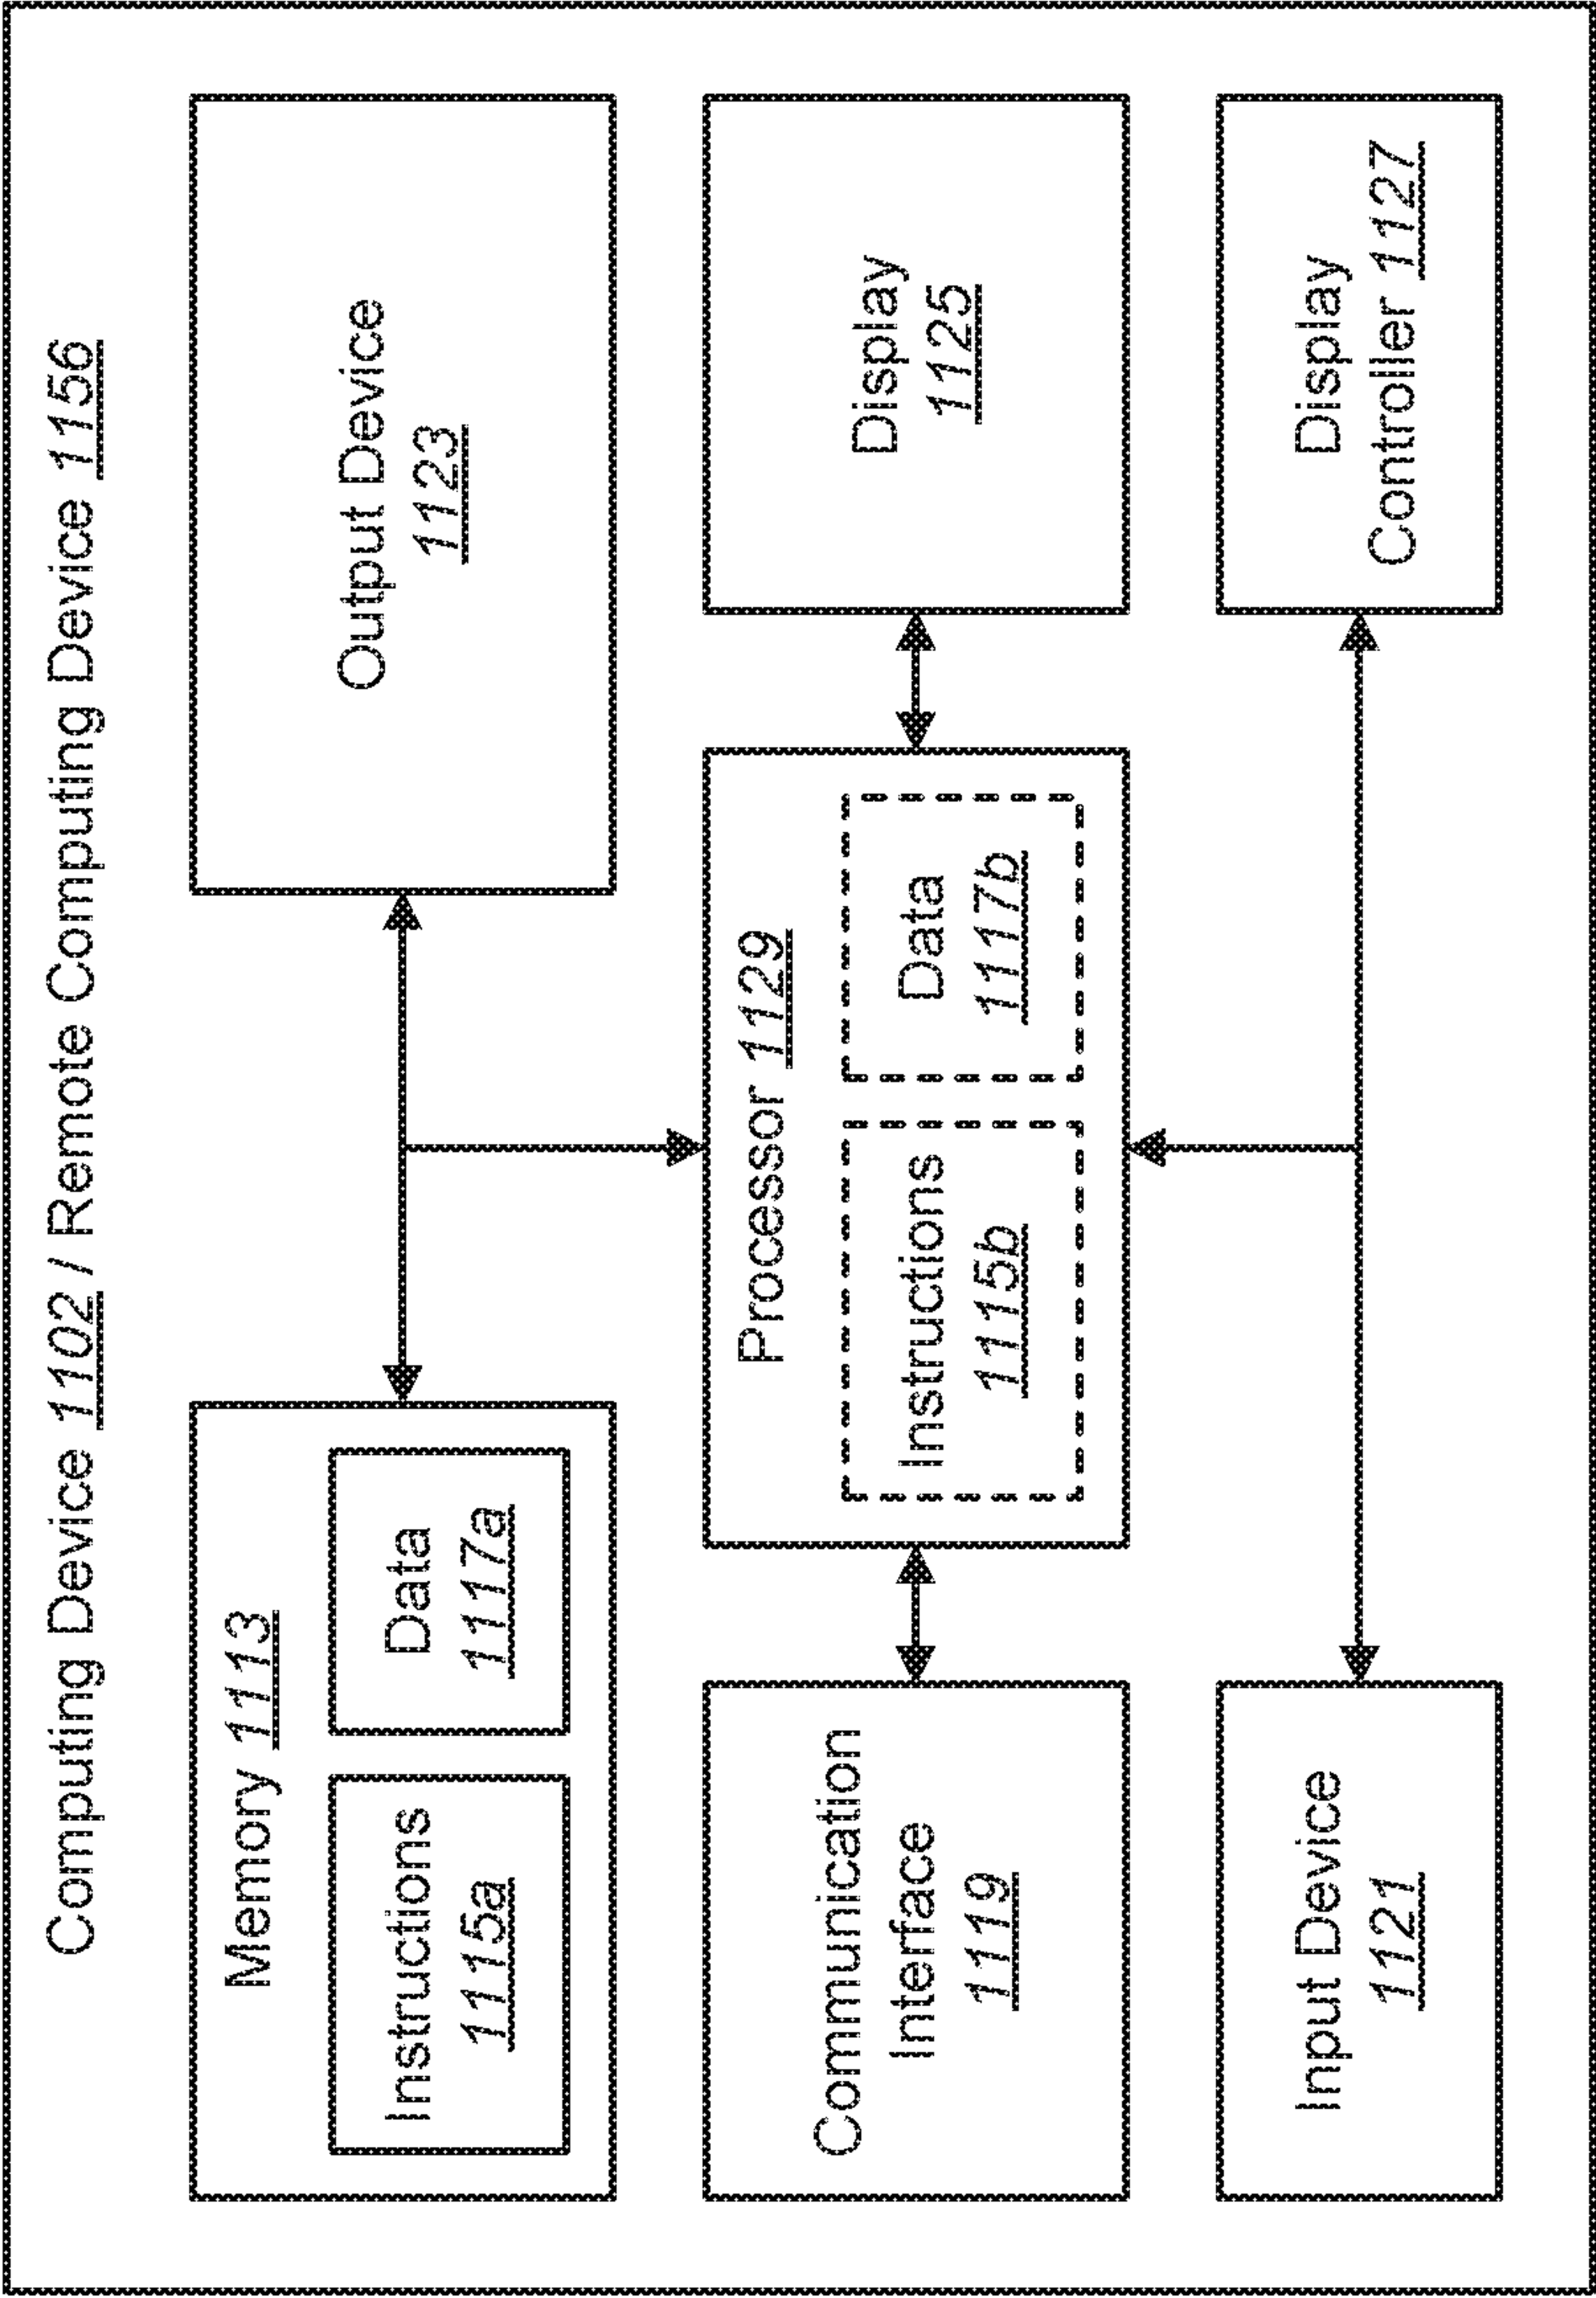 Computing Device 1102 / Remote Computing Device 1156
Memory 1113
Instructions
1115a
Data
1117a
Output Device
1123
Communication
Interface
1119
Processor 1129
Instructions
1115b
Data
1117b
Display
1125
Input Device
1121
Display
Controller 1127